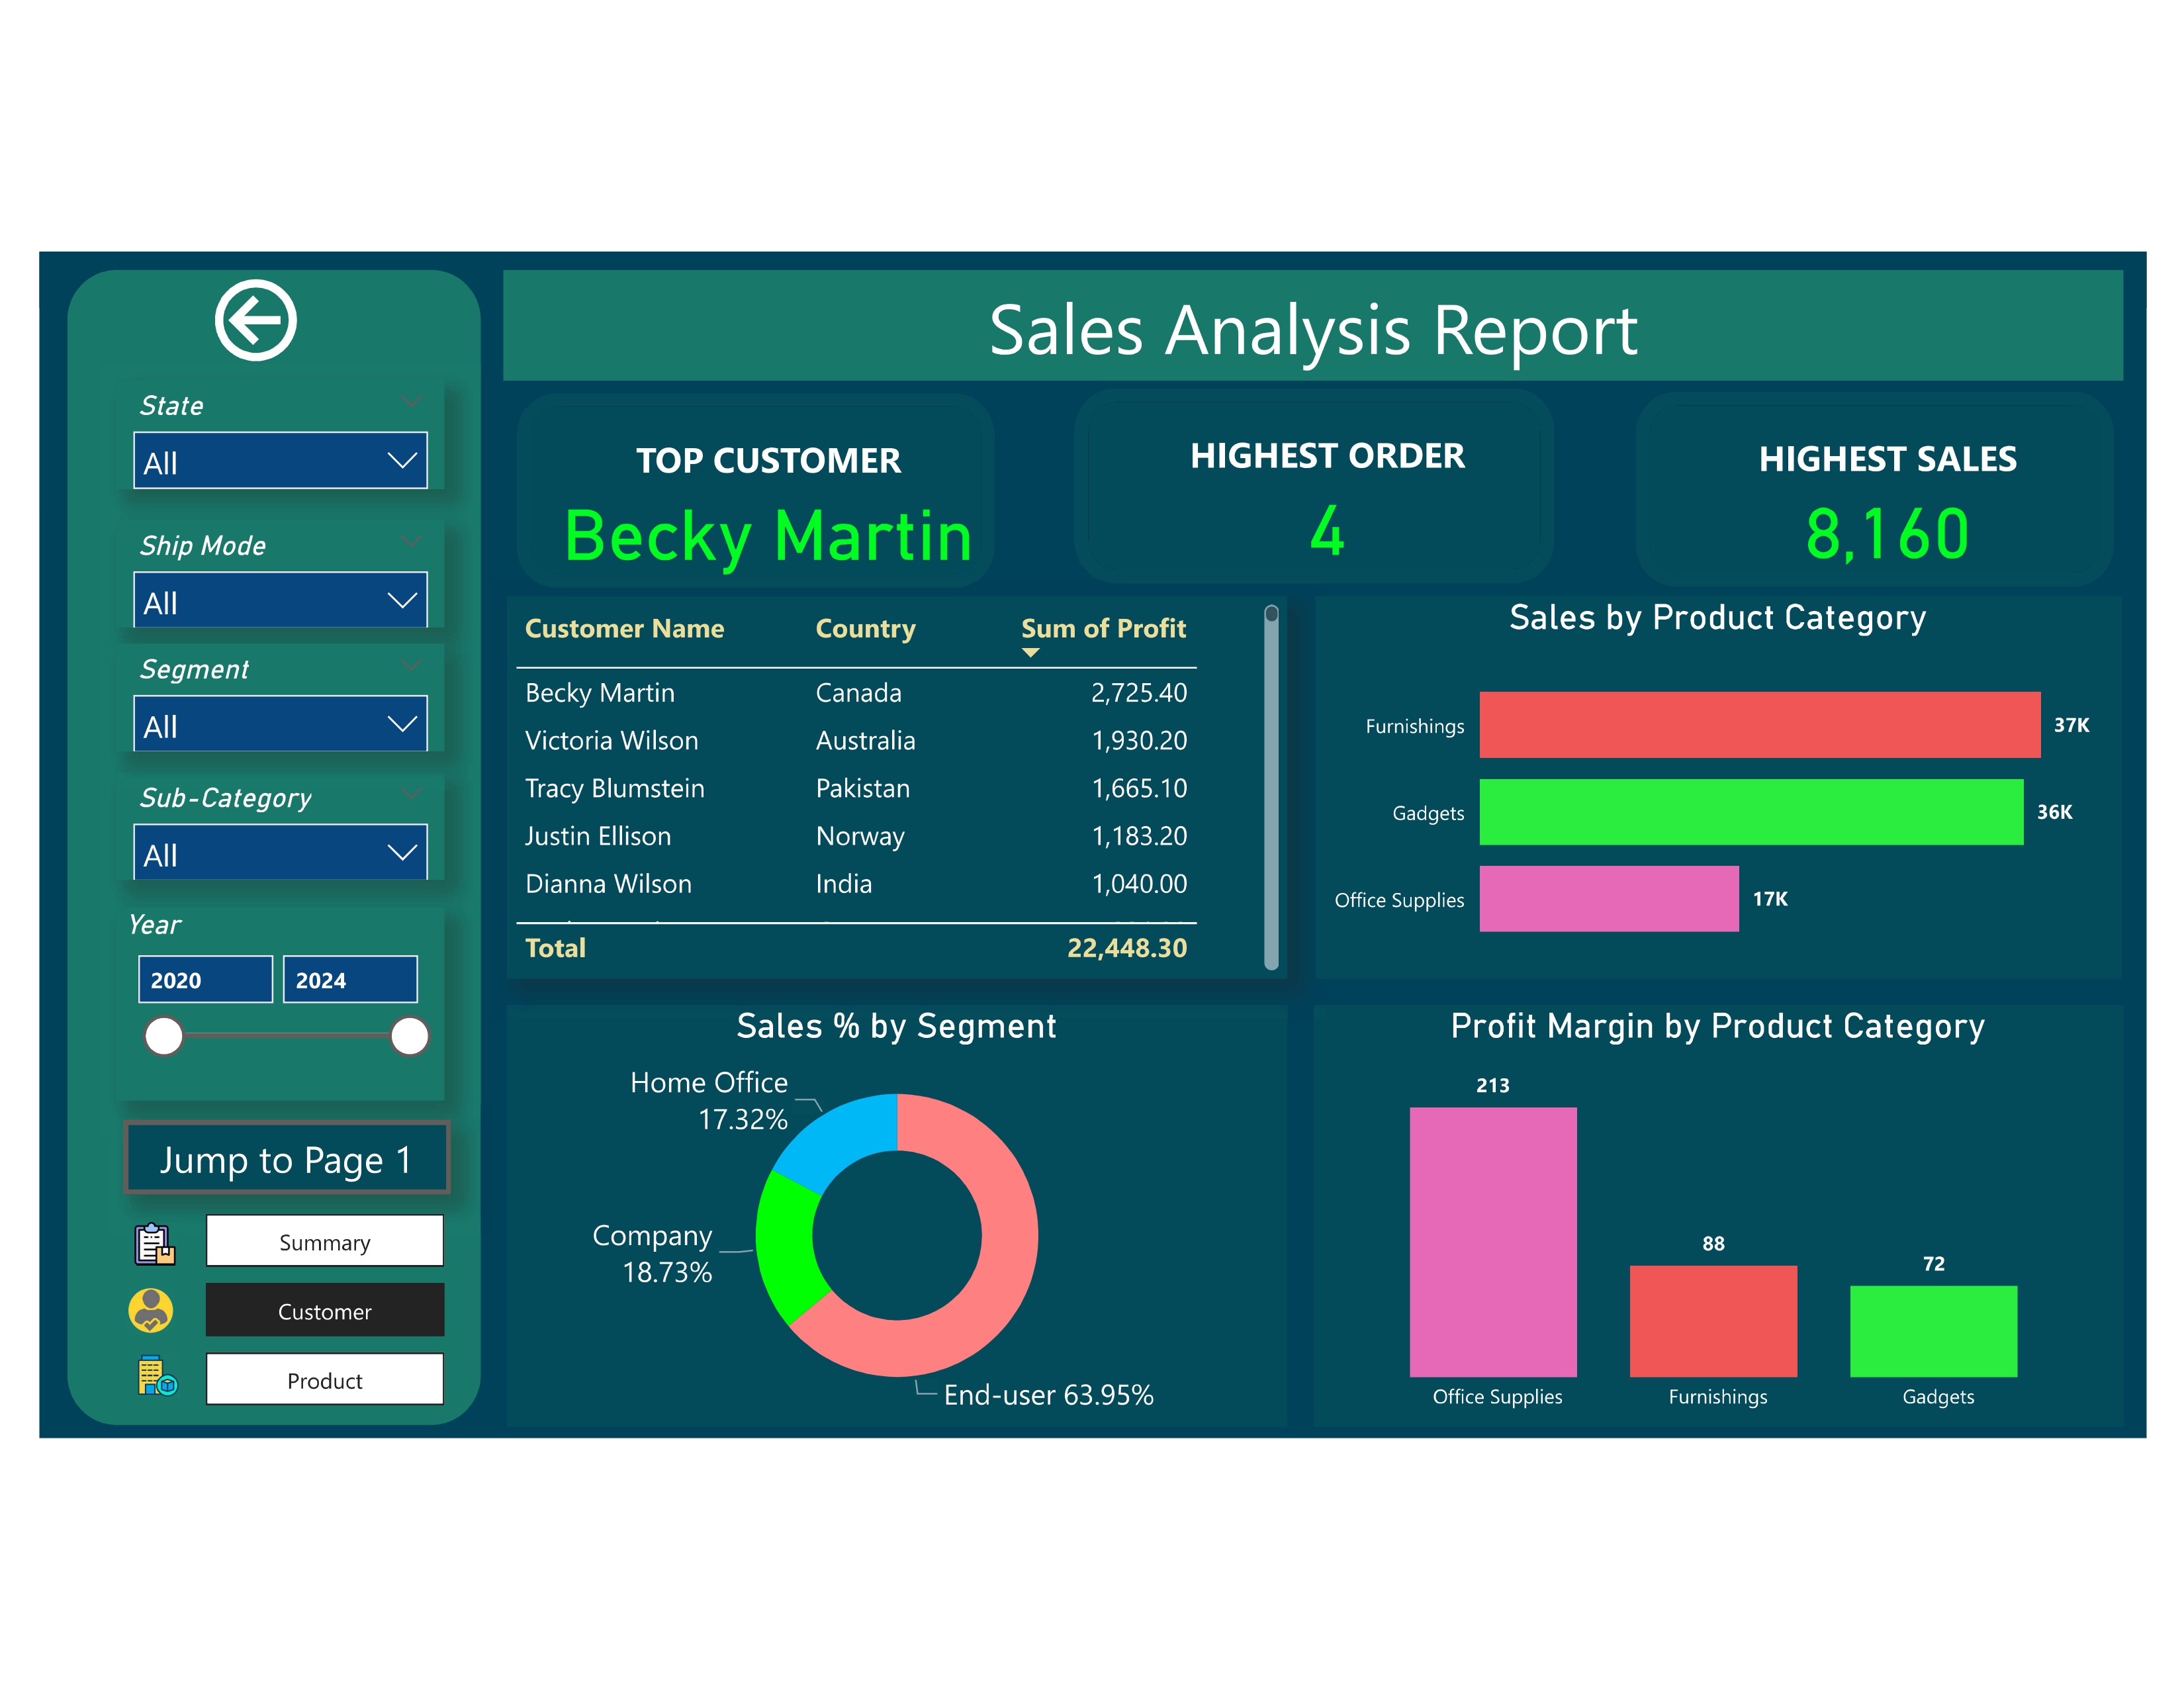 Sales Analysis Report
State
All
Ship Mode
All
Segment
All
Sub-Category
All
Year
2020 2024
Jump to Page 1
Summary
Customer
Product
TOP CUSTOMER
Becky Martin
HIGHEST ORDER
4
HIGHEST SALES
8,160
Customer Name Country Sum of Profit
Becky Martin Canada 2,725.40
Victoria Wilson Australia 1,930.20
Tracy Blumstein Pakistan 1,665.10
Justin Ellison Norway 1,183.20
Dianna Wilson India 1,040.00
Total 22,448.30
Sales by Product Category
Furnishings 37K
Gadgets 36K
Office Supplies 17K
Sales % by Segment
Home Office
17.32%
Company
18.73%
End-user 63.95%
Profit Margin by Product Category
213
88
72
Office Supplies Furnishings Gadgets